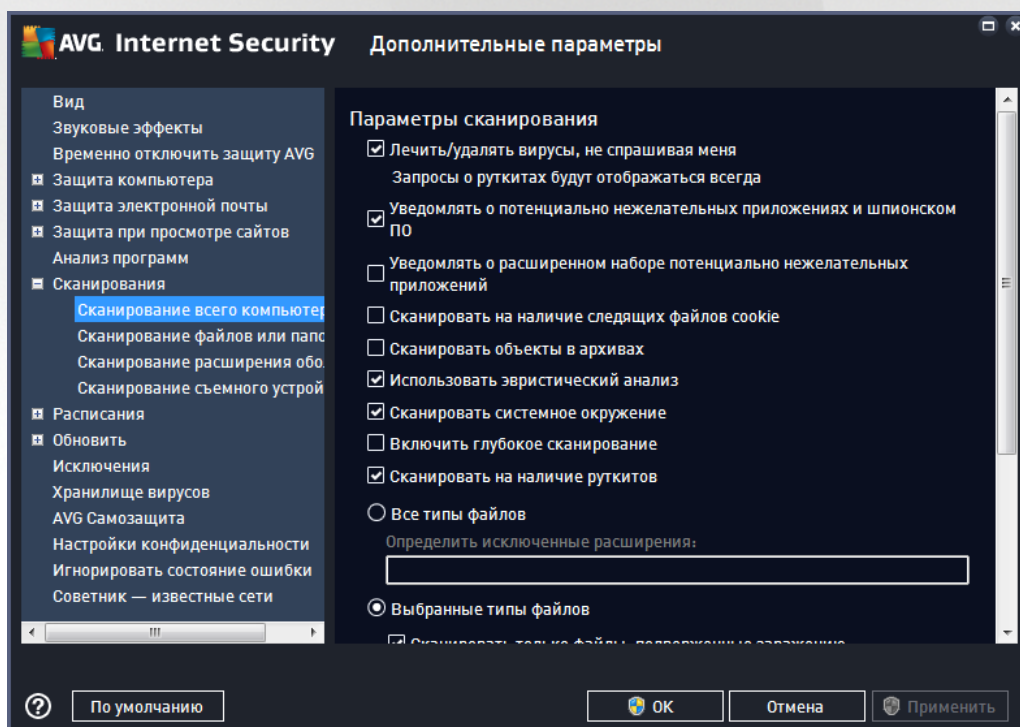 AVG. Internet Security
Дополнительные параметры
Вид
Звуковые эффекты
Временно отключить защиту AVG
Защита компьютера
Защита электронной почты
Защита при просмотре сайтов
Анализ программ
Сканирования
Сканирование всего компьютер
Сканирование файлов или папо
Сканирование расширения обо
Сканирование съемного устрой
Расписания
Обновить
Исключения
Хранилище вирусов
AVG Самозащита
Настройки конфиденциальности
Игнорировать состояние ошибки
Советник — известные сети
Параметры сканирования
Лечить/удалять вирусы, не спрашивая меня
Запросы о руткитах будут отображаться всегда
Уведомлять о потенциально нежелательных приложениях и шпионском
ПО
Уведомлять о расширенном наборе потенциально нежелательных
приложений
Сканировать на наличие следящих файлов cookie
Сканировать объекты в архивах
Использовать эвристический анализ
Сканировать системное окружение
Включить глубокое сканирование
Сканировать на наличие руткитов
Все типы файлов
Определить исключенные расширения:
Выбранные типы файлов
Сканировать только файлы, подверженные заражению
По умолчанию
OK
Отмена
Применить